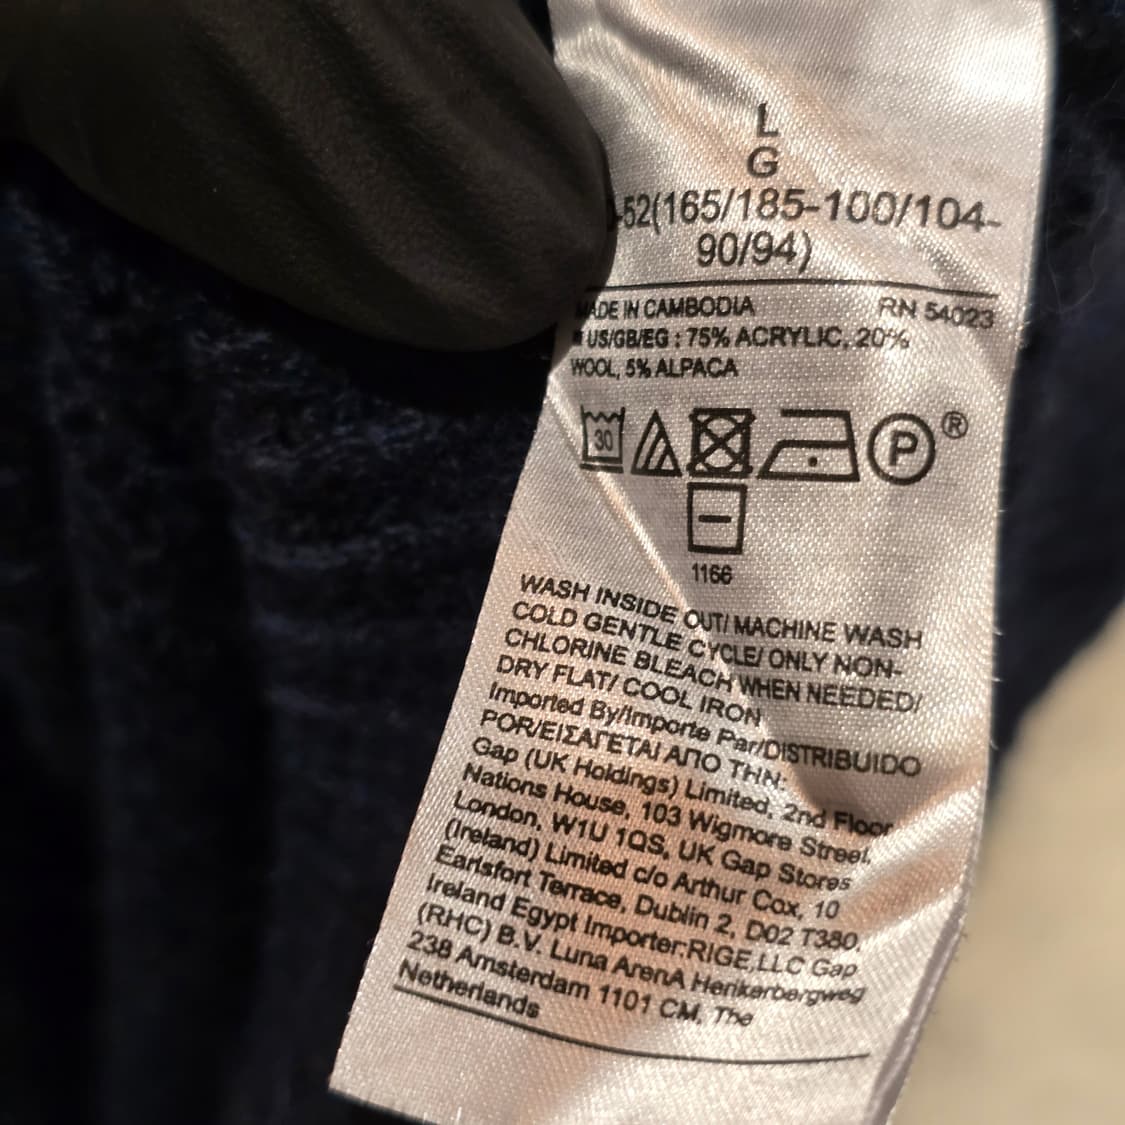 L
G
-52(165/185-100/104-
90/94)
MADE IN CAMBODIA RN 54023
US/GB/EG : 75% ACRYLIC, 20%
WOOL, 5% ALPACA
30 P ®
1166
WASH INSIDE OUT/ MACHINE WASH
COLD GENTLE CYCLE/ ONLY NON-
CHLORINE BLEACH WHEN NEEDED/
DRY FLAT/ COOL IRON
Imported By/Importe Par/DISTRIBUIDO
POR/ΕΙΣΑΓΕΤΑΙ ΑΠΟ ΤΗΝ:
Gap (UK Holdings) Limited, 2nd Floor
Nations House, 103 Wigmore Street,
London, W1U 1QS, UK Gap Stores
(Ireland) Limited c/o Arthur Cox, 10
Earlsfort Terrace, Dublin 2, D02 T380,
Ireland Egypt Importer:RIGE,LLC Gap
(RHC) B.V. Luna ArenA Herikerbergweg
238 Amsterdam 1101 CM, The
Netherlands